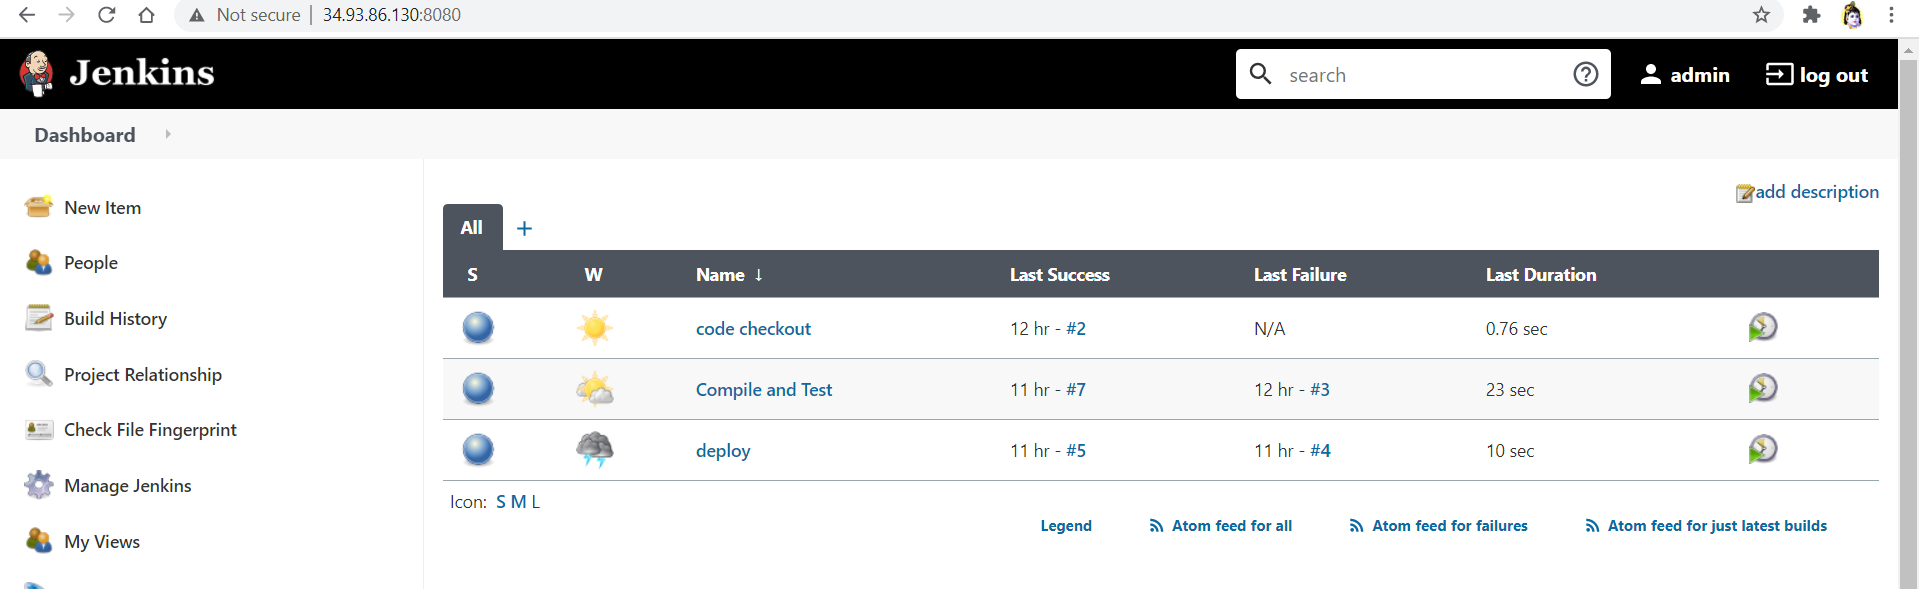 Not secure | 34.93.86.130:8080
Jenkins
search
admin
log out
Dashboard
New Item
People
Build History
Project Relationship
Check File Fingerprint
Manage Jenkins
My Views
add description
All +
S W Name ↓ Last Success Last Failure Last Duration
code checkout 12 hr - #2 N/A 0.76 sec
Compile and Test 11 hr - #7 12 hr - #3 23 sec
deploy 11 hr - #5 11 hr - #4 10 sec
Icon: S M L
Legend Atom feed for all Atom feed for failures Atom feed for just latest builds